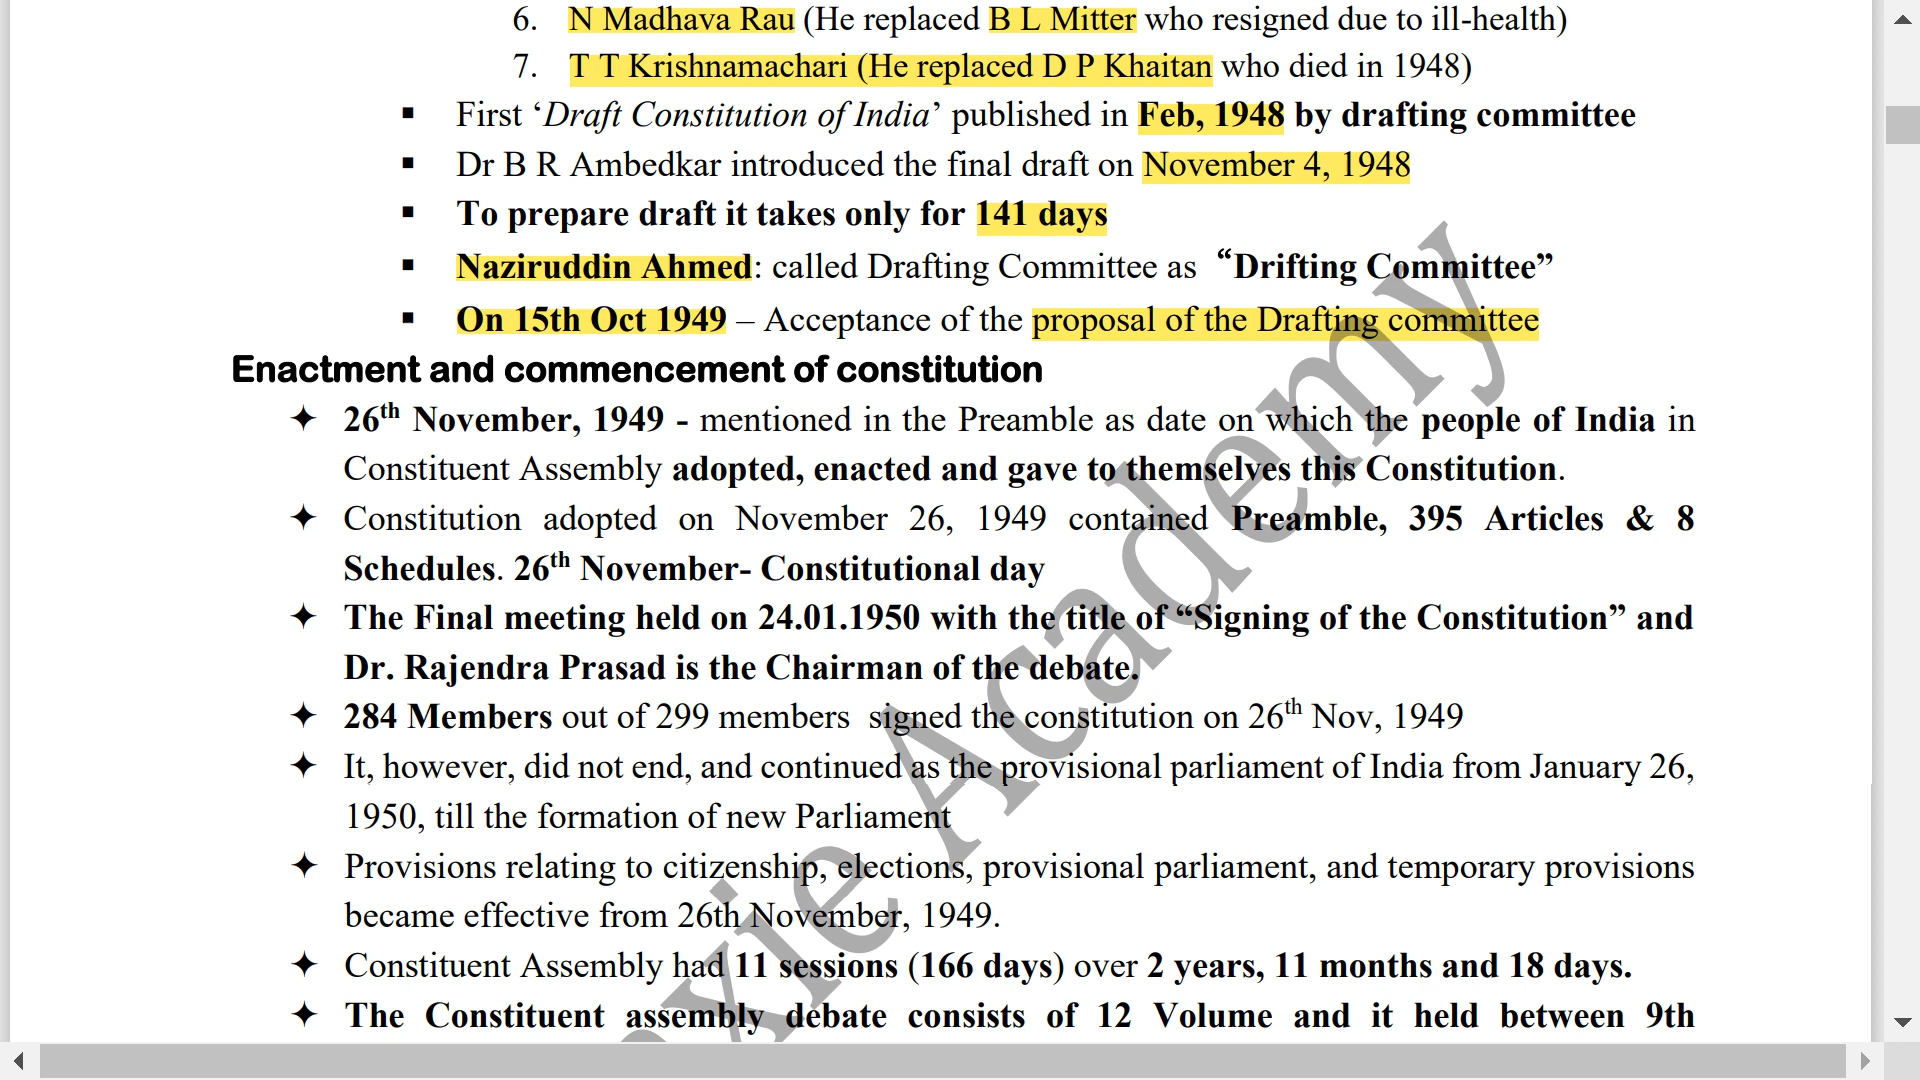 6. N Madhava Rau (He replaced B L Mitter who resigned due to ill-health)
7. T T Krishnamachari (He replaced D P Khaitan who died in 1948)
▪ First ‘Draft Constitution of India’ published in Feb, 1948 by drafting committee
▪ Dr B R Ambedkar introduced the final draft on November 4, 1948
▪ To prepare draft it takes only for 141 days
▪ Naziruddin Ahmed: called Drafting Committee as “Drifting Committee”
▪ On 15th Oct 1949 – Acceptance of the proposal of the Drafting committee
Enactment and commencement of constitution
✦ 26th November, 1949 - mentioned in the Preamble as date on which the people of India in
Constituent Assembly adopted, enacted and gave to themselves this Constitution.
✦ Constitution adopted on November 26, 1949 contained Preamble, 395 Articles & 8
Schedules. 26th November- Constitutional day
✦ The Final meeting held on 24.01.1950 with the title of “Signing of the Constitution” and
Dr. Rajendra Prasad is the Chairman of the debate.
✦ 284 Members out of 299 members signed the constitution on 26th Nov, 1949
✦ It, however, did not end, and continued as the provisional parliament of India from January 26,
1950, till the formation of new Parliament
✦ Provisions relating to citizenship, elections, provisional parliament, and temporary provisions
became effective from 26th November, 1949.
✦ Constituent Assembly had 11 sessions (166 days) over 2 years, 11 months and 18 days.
✦ The Constituent assembly debate consists of 12 Volume and it held between 9th
Academy